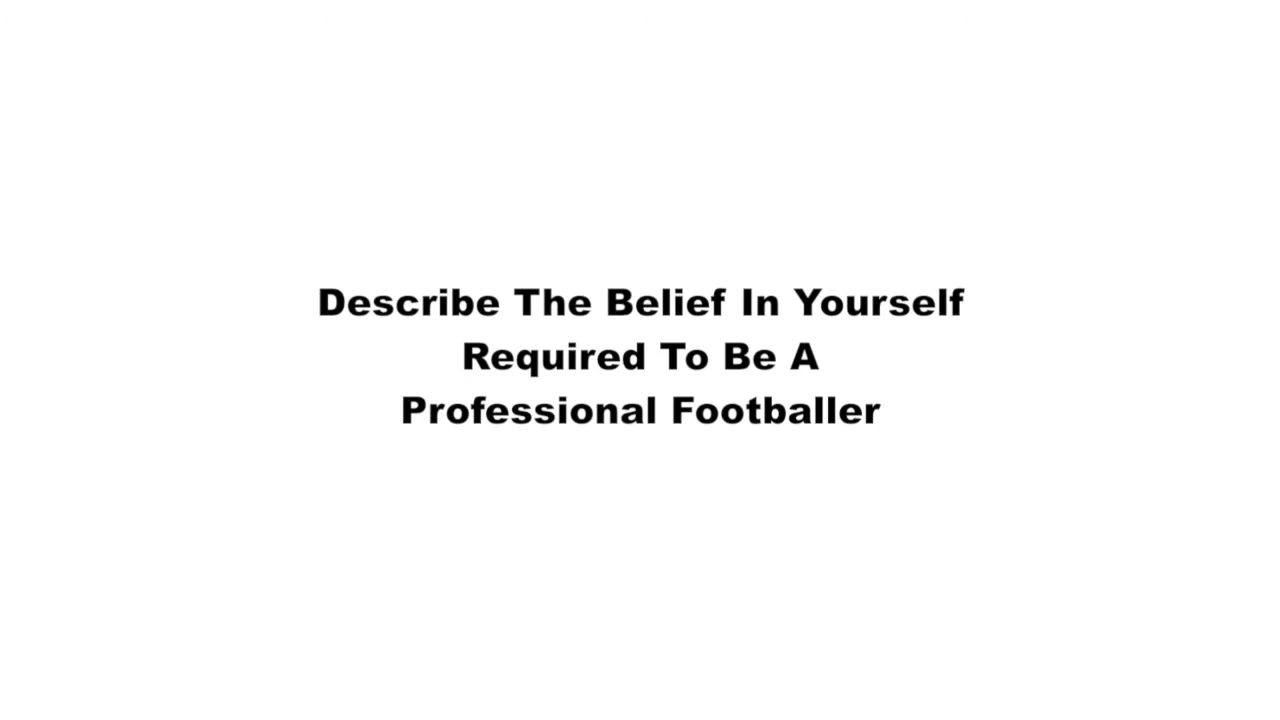 Describe The Belief In Yourself
Required To Be A
Professional Footballer